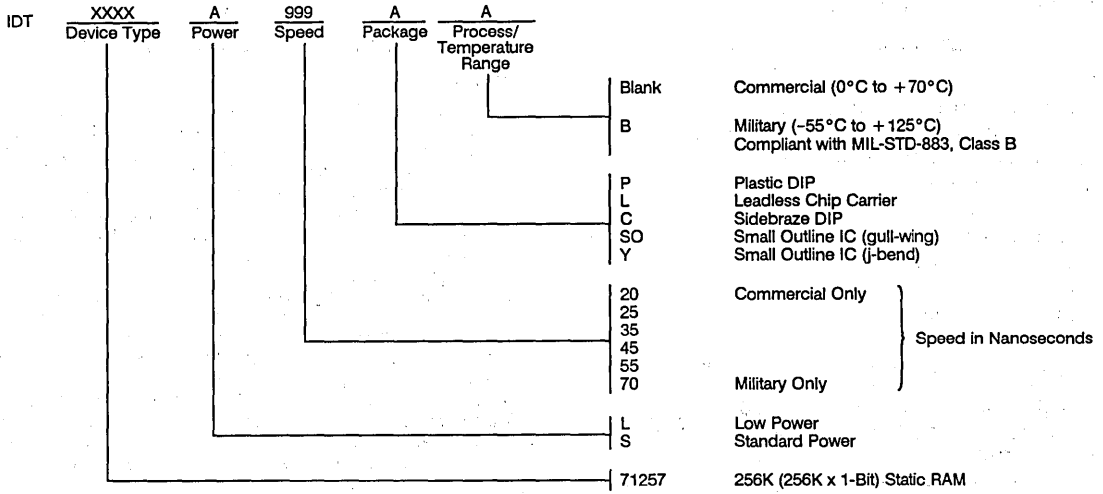 IDT XXXX A 999 A A
Device Type Power Speed Package Process/
Temperature
Range
Blank Commercial (0°C to +70°C)
B Military (–55°C to +125°C)
Compliant with MIL-STD-883, Class B
P Plastic DIP
L Leadless Chip Carrier
C Sidebraze DIP
SO Small Outline IC (gull-wing)
Y Small Outline IC (j-bend)
20 Commercial Only
25
35
45 Speed in Nanoseconds
55
70 Military Only
L Low Power
S Standard Power
71257 256K (256K x 1-Bit) Static RAM